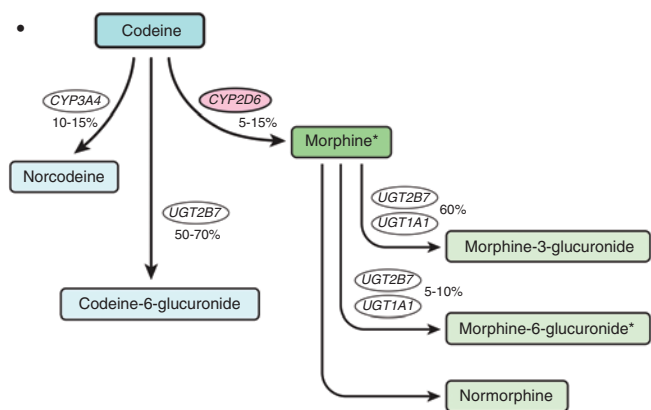 •
Codeine
CYP3A4
10-15%
CYP2D6
5-15%
Morphine*
Norcodeine
UGT2B7
50-70%
UGT2B7
UGT1A1
60%
Morphine-3-glucuronide
Codeine-6-glucuronide
UGT2B7
UGT1A1
5-10%
Morphine-6-glucuronide*
Normorphine